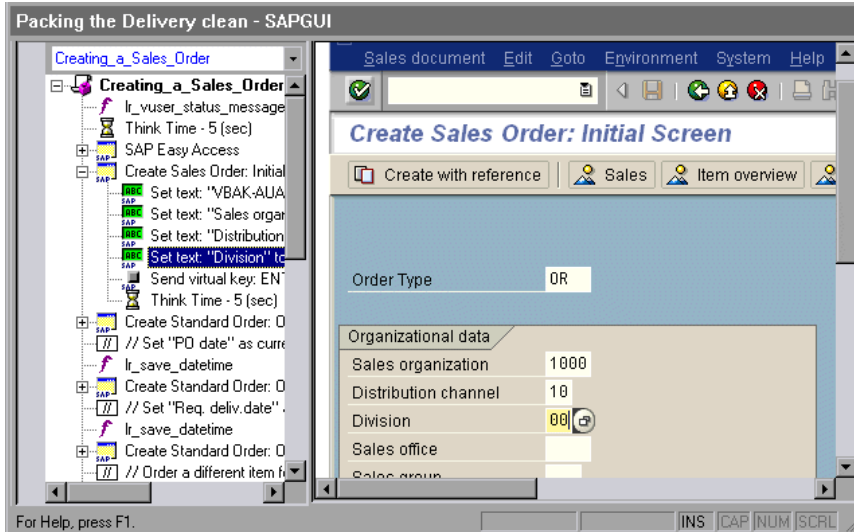 Packing the Delivery clean - SAPGUI
Creating_a_Sales_Order
Creating_a_Sales_Order
lr_vuser_status_message
Think Time - 5 (sec)
SAP Easy Access
Create Sales Order: Initial
Set text: "VBAK-AUA
Set text: "Sales organ
Set text: "Distribution
Set text: "Division" to
Send virtual key: ENT
Think Time - 5 (sec)
Create Standard Order: O
// Set "PO date" as curre
lr_save_datetime
Create Standard Order: O
// Set "Req. deliv.date"
lr_save_datetime
Create Standard Order: O
// Order a different item f
Sales document Edit Goto Environment System Help
Create Sales Order: Initial Screen
Create with reference Sales Item overview
Order Type OR
Organizational data
Sales organization 1000
Distribution channel 10
Division 00
Sales office
Sales group
For Help, press F1.
INS CAP NUM SCRL